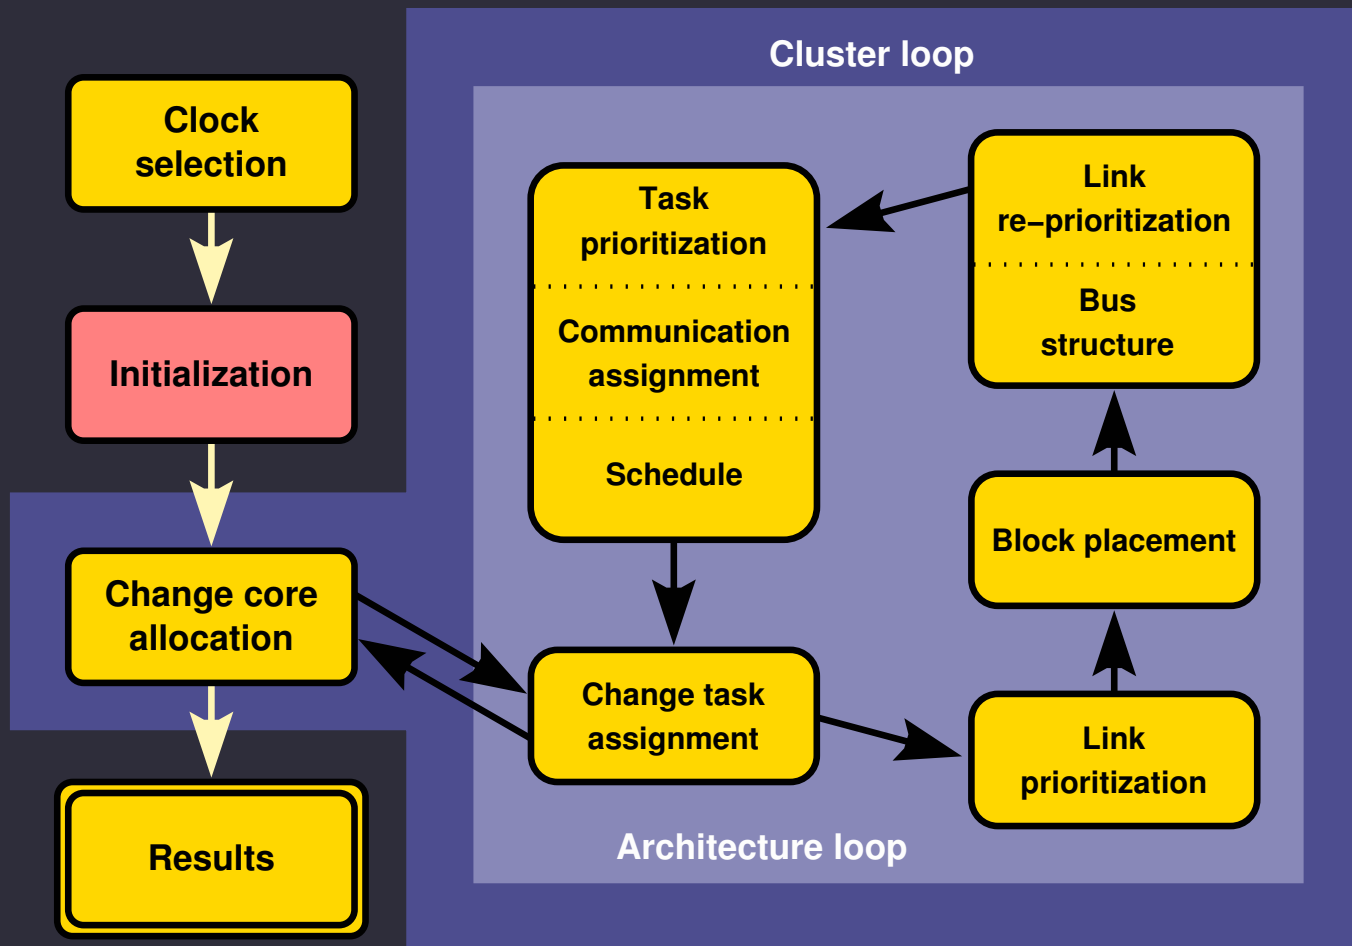 Cluster loop
Clock
selection
Initialization
Change core
allocation
Results
Task
prioritization
Communication
assignment
Schedule
Change task
assignment
Link
re–prioritization
Bus
structure
Block placement
Link
prioritization
Architecture loop